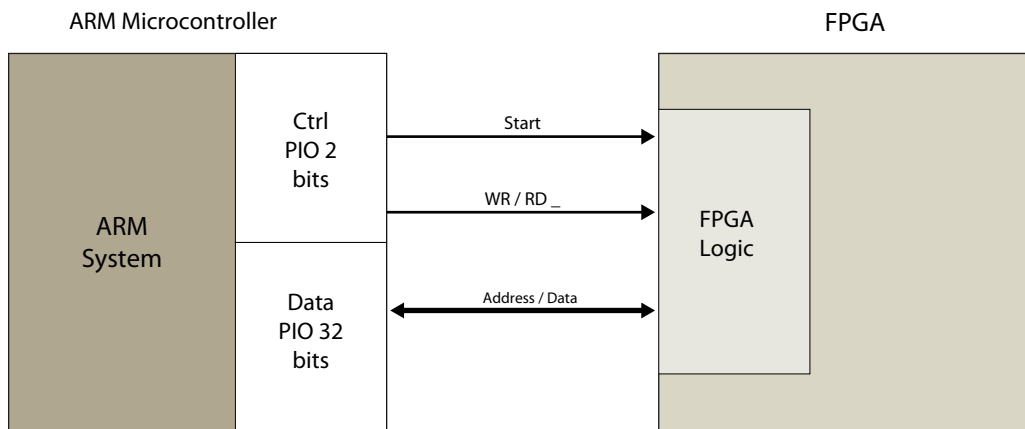 ARM Microcontroller
FPGA
ARM
System
Ctrl
PIO 2
bits
Data
PIO 32
bits
Start
WR / RD _
Address / Data
FPGA
Logic